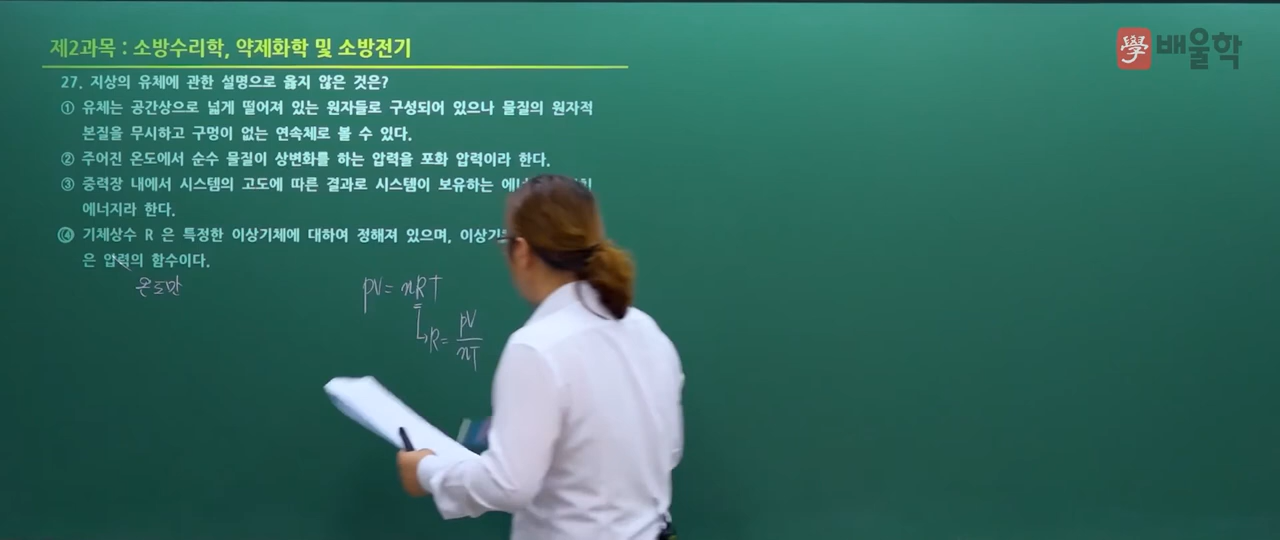 제2과목 : 소방수리학, 약제화학 및 소방전기
學 배울학
27. 지상의 유체에 관한 설명으로 옳지 않은 것은?
① 유체는 공간상으로 넓게 떨어져 있는 원자들로 구성되어 있으나 물질의 원자적
본질을 무시하고 구멍이 없는 연속체로 볼 수 있다.
② 주어진 온도에서 순수 물질이 상변화를 하는 압력을 포화 압력이라 한다.
③ 중력장 내에서 시스템의 고도에 따른 결과로 시스템이 보유하는
에너지라 한다.
④ 기체상수 R 은 특정한 이상기체에 대하여 정해져 있으며,
은 압력의 함수이다.
온도만
PV = nRT
R = PV/nT